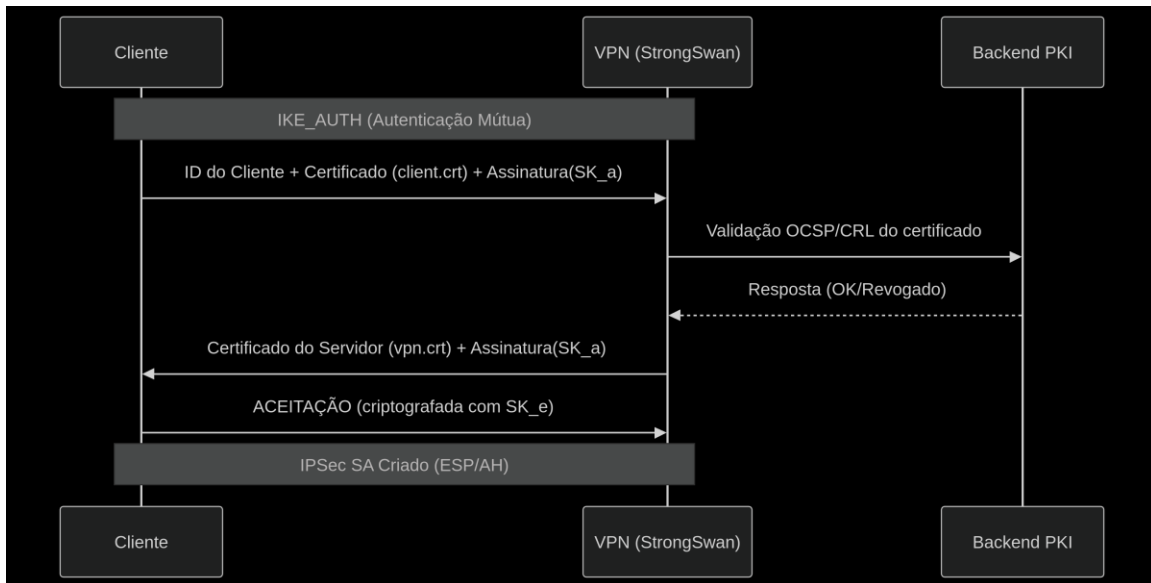 Cliente
VPN (StrongSwan)
Backend PKI
IKE_AUTH (Autenticação Mútua)
ID do Cliente + Certificado (client.crt) + Assinatura(SK_a)
Validação OCSP/CRL do certificado
Resposta (OK/Revogado)
Certificado do Servidor (vpn.crt) + Assinatura(SK_a)
ACEITAÇÃO (criptografada com SK_e)
IPSec SA Criado (ESP/AH)
Cliente
VPN (StrongSwan)
Backend PKI